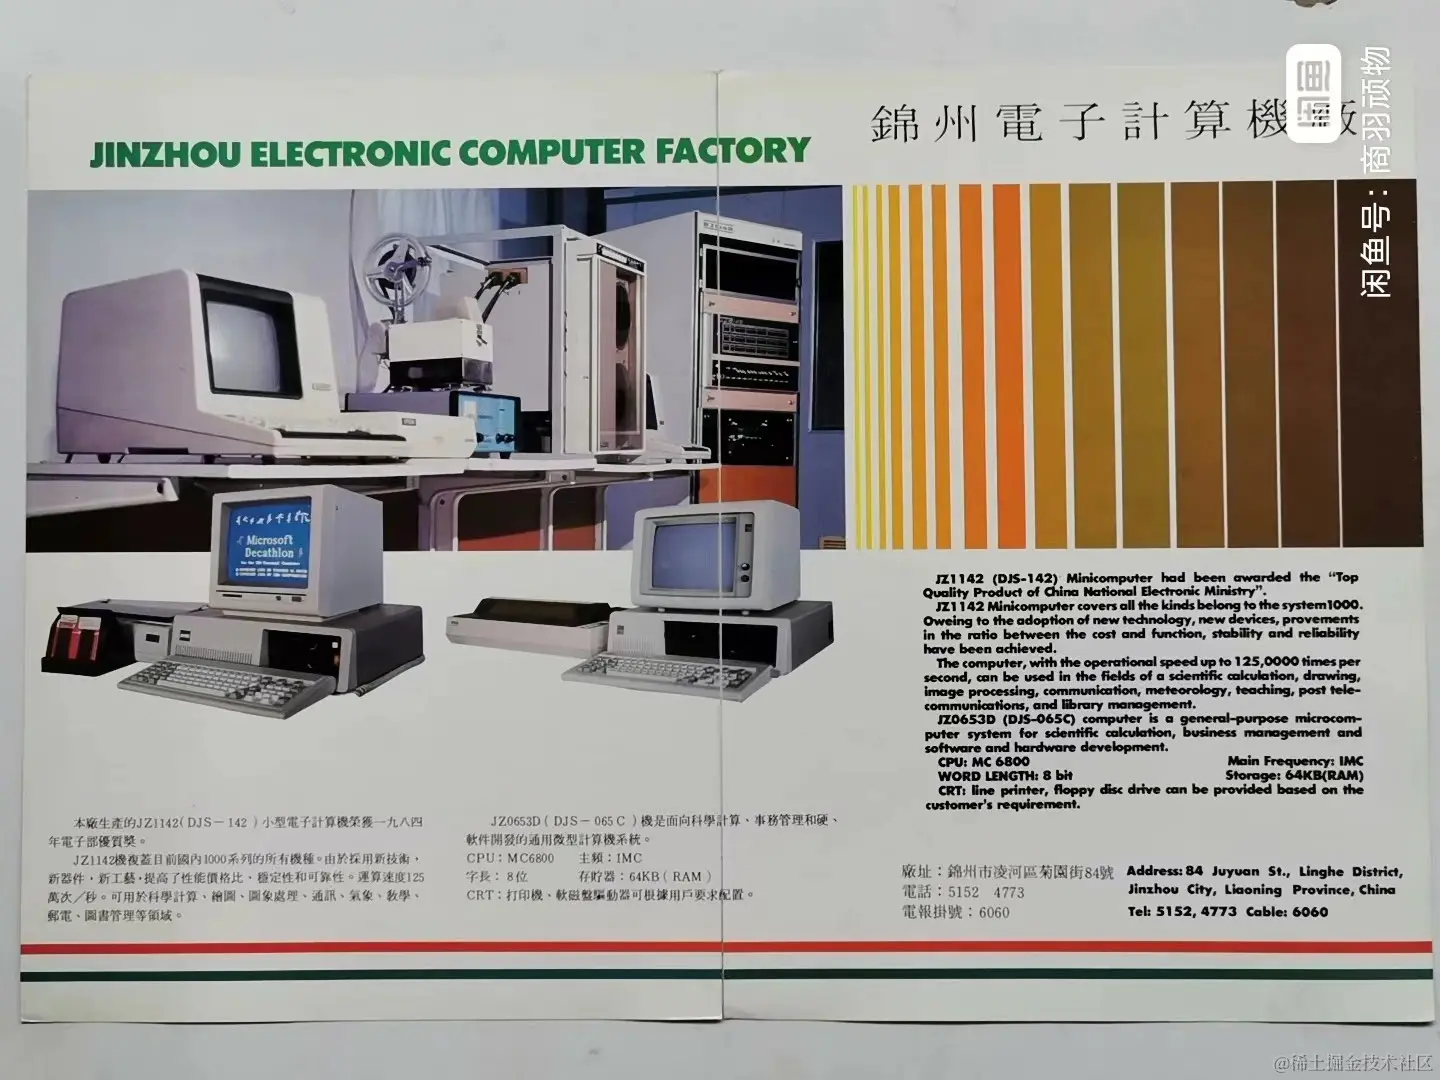 錦州電子計算機廠
JINZHOU ELECTRONIC COMPUTER FACTORY
闲鱼
闲鱼号：商羽顽物
Microsoft
Decathlon
JZ1142 (DJS-142) Minicomputer had been awarded the "Top
Quality Product of China National Electronic Ministry".
JZ1142 Minicomputer covers all the kinds belong to the system1000.
Oweing to the adoption of new technology, new devices, provements
in the ratio between the cost and function, stability and reliability
have been achieved.
The computer, with the operational speed up to 125,0000 times per
second, can be used in the fields of a scientific calculation, drawing,
image processing, communication, meteorology, teaching, post tele-
communications, and library management.
JZ0653D (DJS-065C) computer is a general-purpose microcom-
puter system for scientific calculation, business management and
software and hardware development.
CPU: MC 6800 Main Frequency: IMC
WORD LENGTH: 8 bit Storage: 64KB(RAM)
CRT: line printer, floppy disc drive can be provided based on the
customer's requirement.
本廠生產的JZ1142(DJS－142）小型電子計算機榮獲一九八四
年電子部優質獎。
JZ1142機複蓋目前國内1000系列的所有機種。由於採用新技術，
新器件，新工藝，提高了性能價格比、穩定性和可靠性。運算速度125
萬次／秒。可用於科學計算、繪圖、圖象處理、通訊、氣象、敎學、
郵電、圖書管理等領域。
JZ0653D（DJS－065C）機是面向科學計算、事務管理和硬、
軟件開發的通用微型計算機系統。
CPU：MC6800 主頻：IMC
字長：8位 存貯器：64KB（RAM）
CRT：打印機、軟磁盤驅動器可根據用戶要求配置。
廠址：錦州市凌河區菊園街84號
電話：5152 4773
電報掛號：6060
Address: 84 Juyuan St., Linghe District,
Jinzhou City, Liaoning Province, China
Tel: 5152, 4773 Cable: 6060
@稀土掘金技术社区